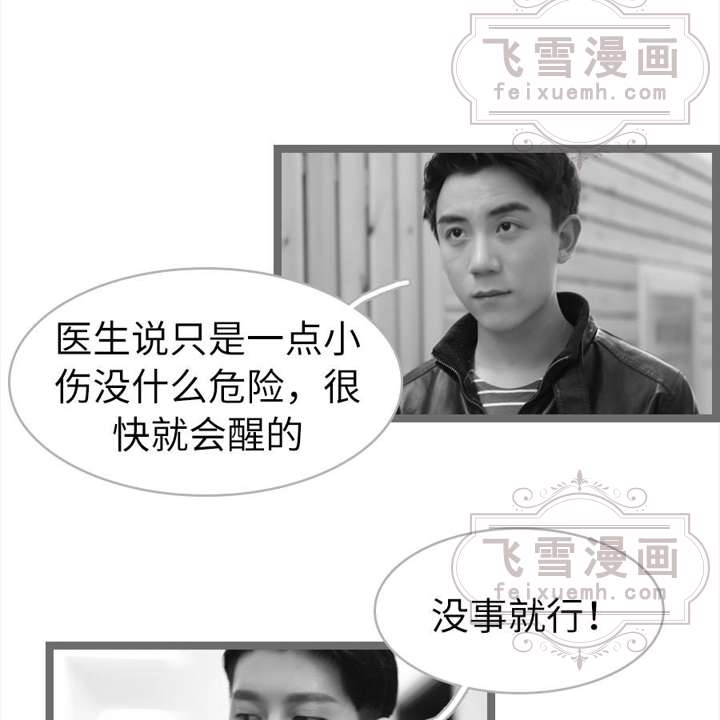 飞雪漫画
feixuemh.com
医生说只是一点小
伤没什么危险，很
快就会醒的
飞雪漫画
feixuemh.com
没事就行！